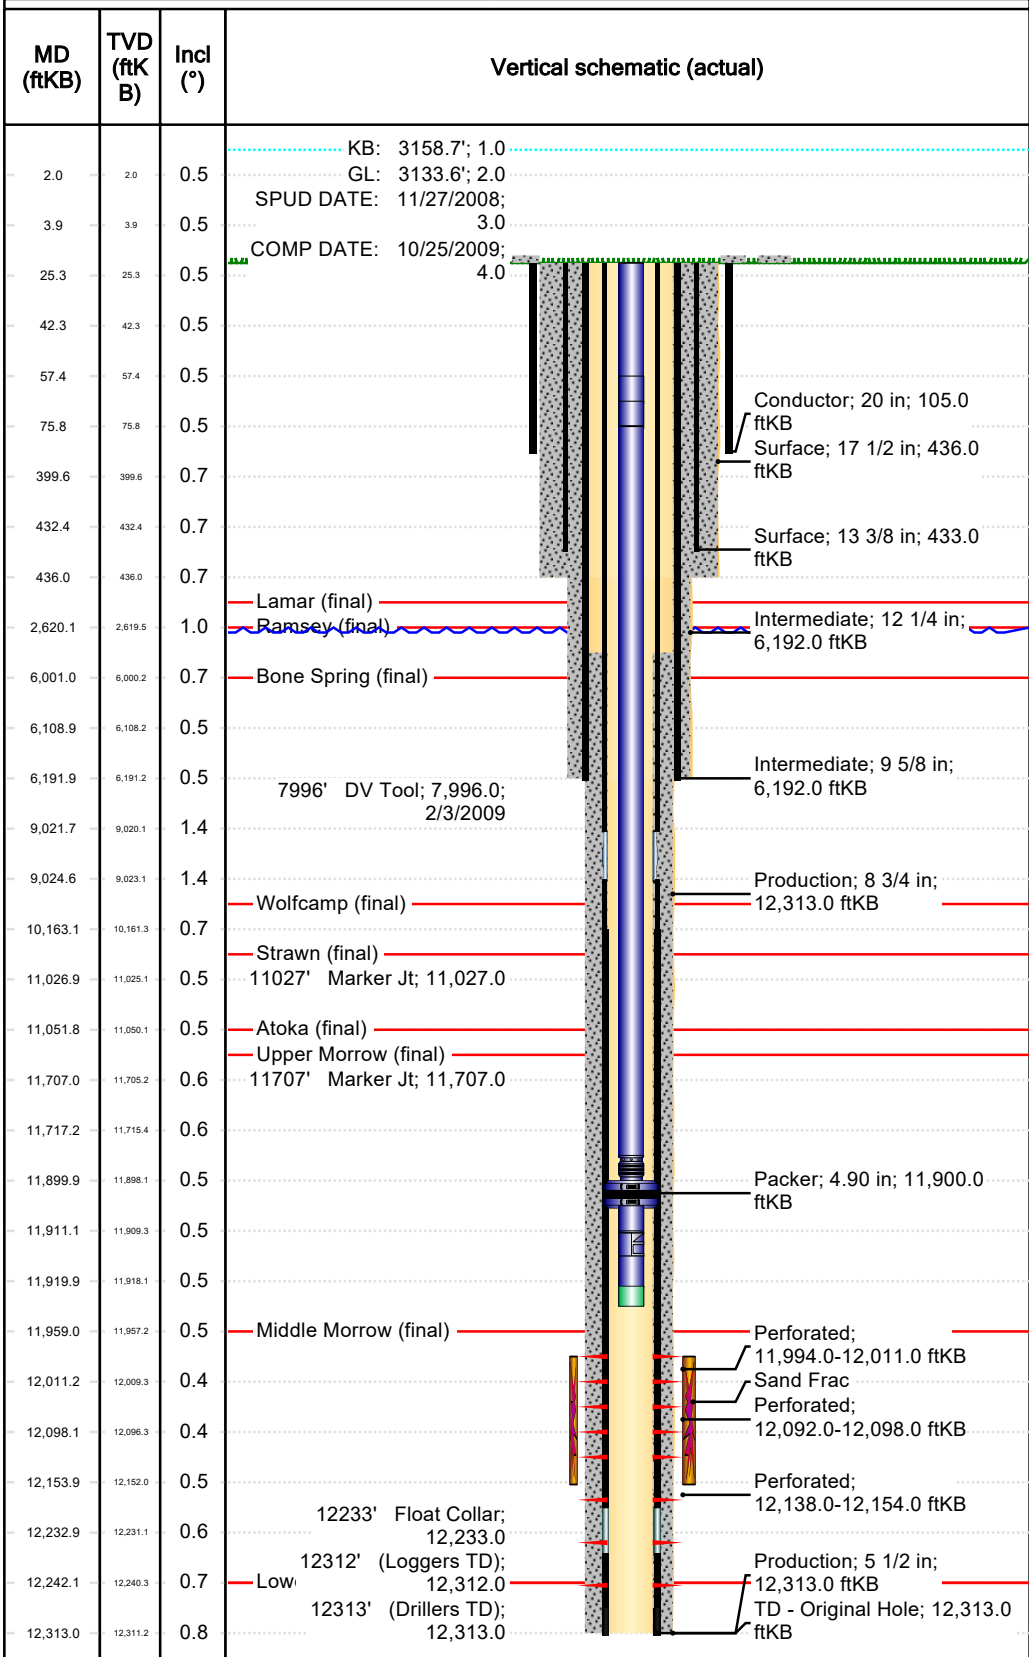 MD (ftKB)
TVD (ftK B)
Incl (°)
Vertical schematic (actual)
KB: 3158.7'; 1.0
2.0 2.0 0.5
GL: 3133.6'; 2.0
SPUD DATE: 11/27/2008;
3.0
3.9 3.9 0.5
COMP DATE: 10/25/2009;
4.0
25.3 25.3 0.5
42.3 42.3 0.5
57.4 57.4 0.5
Conductor; 20 in; 105.0
ftKB
75.8 75.8 0.5
Surface; 17 1/2 in; 436.0
ftKB
399.6 399.6 0.7
432.4 432.4 0.7
Surface; 13 3/8 in; 433.0
ftKB
436.0 436.0 0.7
Lamar (final)
2,620.1 2,619.5 1.0
Ramsey (final)
Intermediate; 12 1/4 in;
6,192.0 ftKB
6,001.0 6,000.2 0.7
Bone Spring (final)
6,108.9 6,108.2 0.5
6,191.9 6,191.2 0.5
Intermediate; 9 5/8 in;
6,192.0 ftKB
7996' DV Tool; 7,996.0;
2/3/2009
9,021.7 9,020.1 1.4
9,024.6 9,023.1 1.4
Production; 8 3/4 in;
12,313.0 ftKB
Wolfcamp (final)
10,163.1 10,161.3 0.7
Strawn (final)
11,026.9 11,025.1 0.5
11027' Marker Jt; 11,027.0
11,051.8 11,050.1 0.5
Atoka (final)
Upper Morrow (final)
11,707.0 11,705.2 0.6
11707' Marker Jt; 11,707.0
11,717.2 11,715.4 0.6
11,899.9 11,898.1 0.5
Packer; 4.90 in; 11,900.0
ftKB
11,911.1 11,909.3 0.5
11,919.9 11,918.1 0.5
11,959.0 11,957.2 0.5
Middle Morrow (final)
Perforated;
11,994.0-12,011.0 ftKB
12,011.2 12,009.3 0.4
Sand Frac
Perforated;
12,092.0-12,098.0 ftKB
12,098.1 12,096.3 0.4
12,153.9 12,152.0 0.5
Perforated;
12,138.0-12,154.0 ftKB
12233' Float Collar;
12,233.0
12,232.9 12,231.1 0.6
12312' (Loggers TD);
12,312.0
Production; 5 1/2 in;
12,313.0 ftKB
12,242.1 12,240.3 0.7
Low
12313' (Drillers TD);
12,313.0
TD - Original Hole; 12,313.0
ftKB
12,313.0 12,311.2 0.8